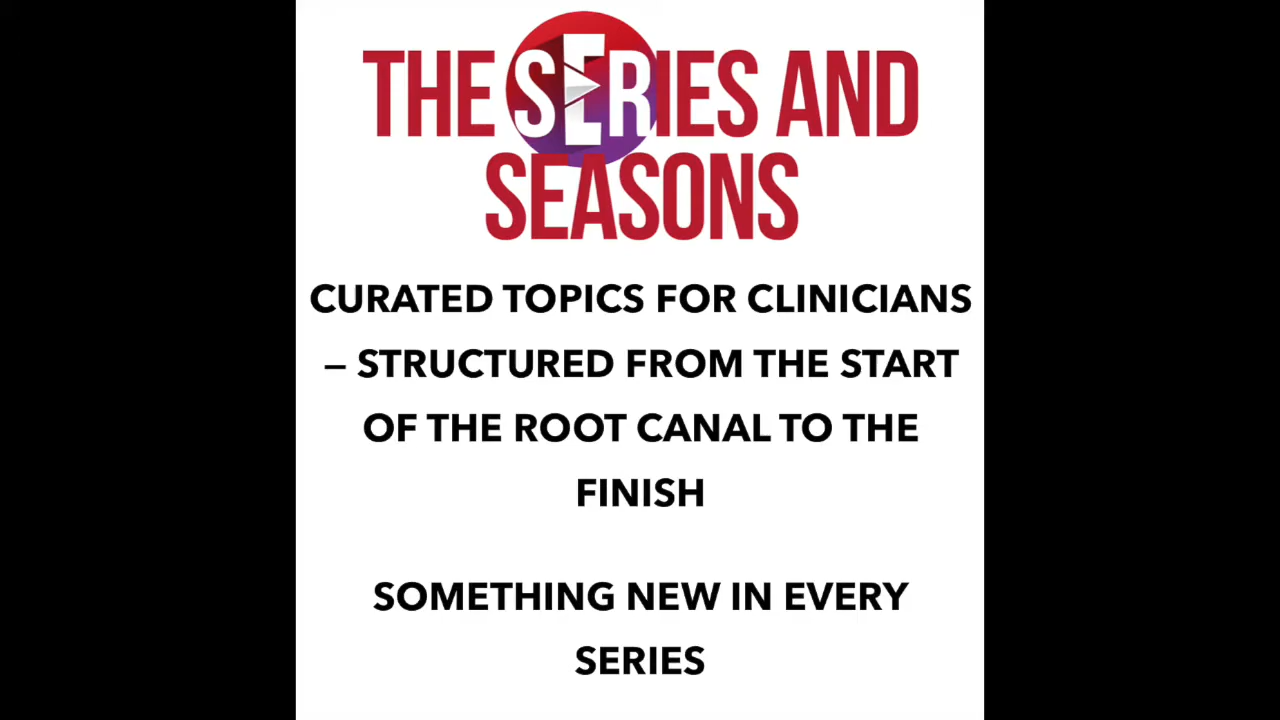 THE SERIES AND
SEASONS
CURATED TOPICS FOR CLINICIANS
– STRUCTURED FROM THE START
OF THE ROOT CANAL TO THE
FINISH
SOMETHING NEW IN EVERY
SERIES